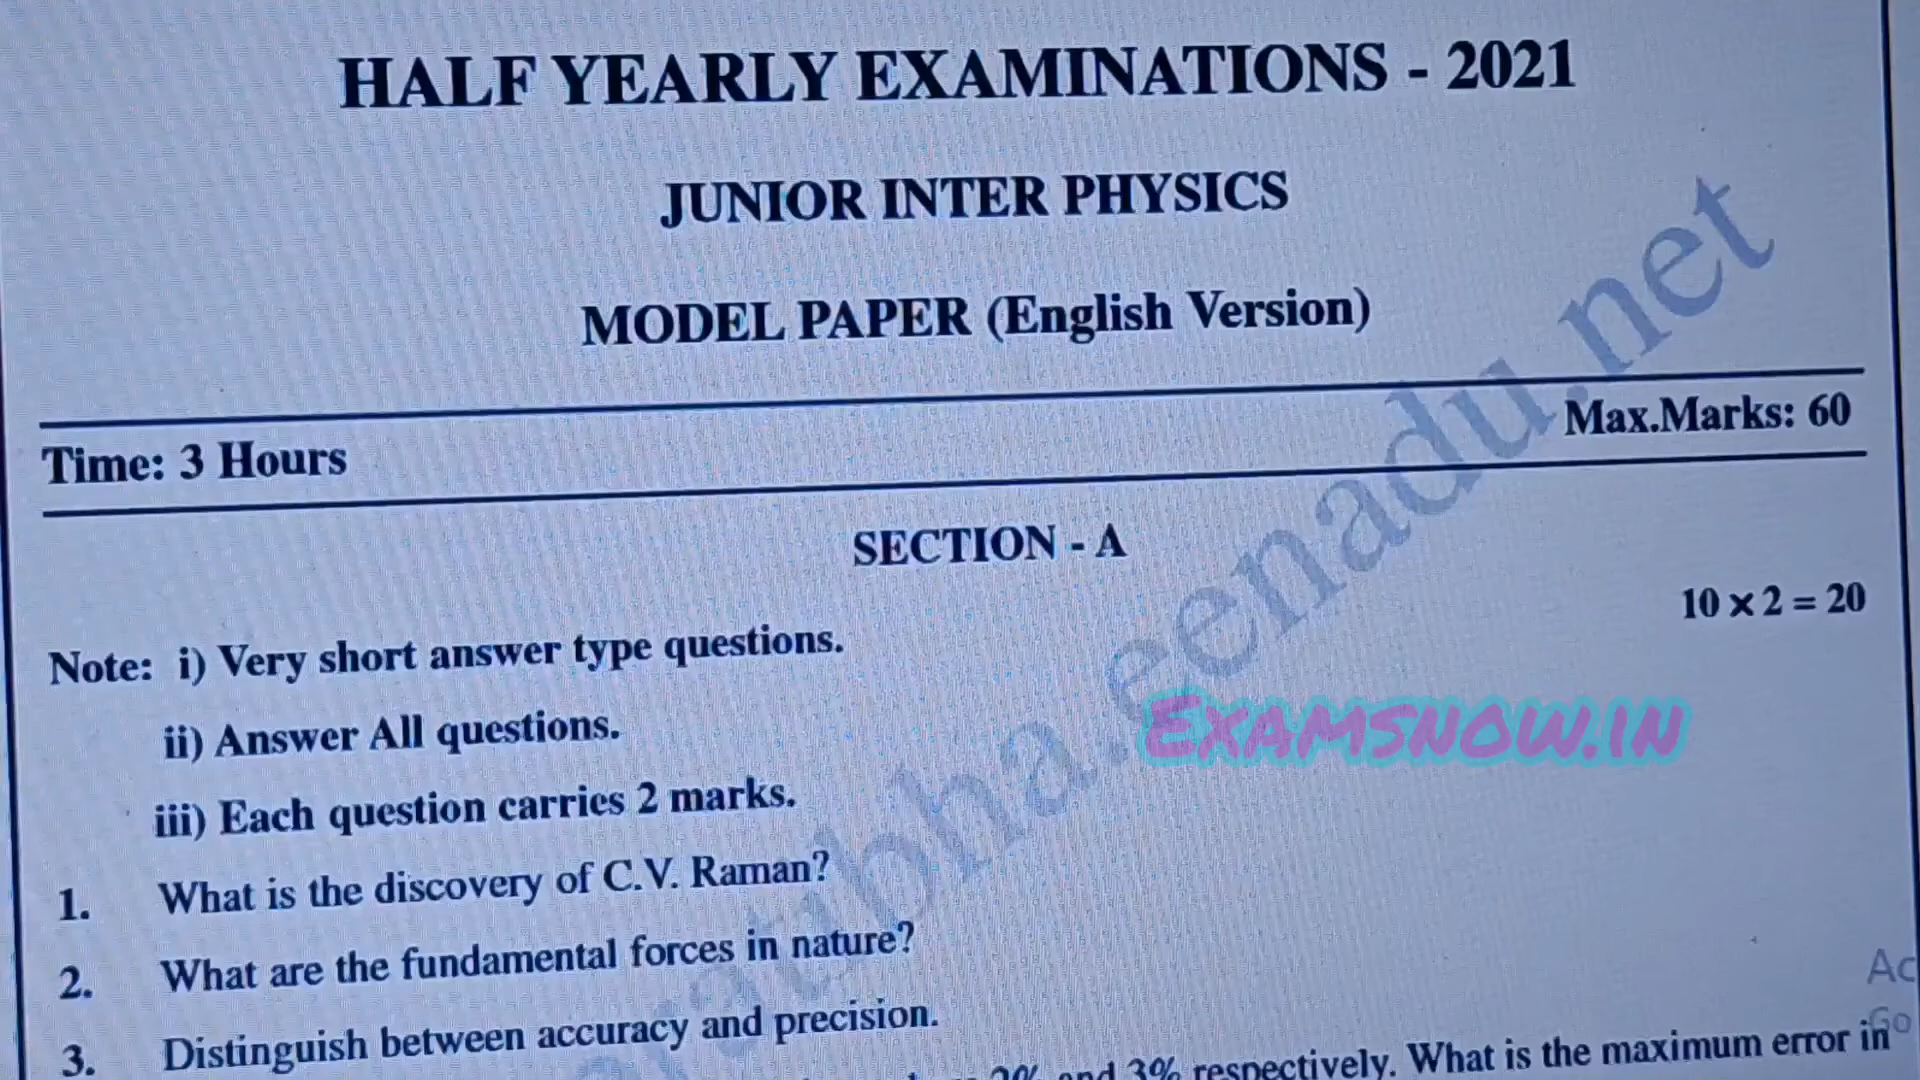 HALF YEARLY EXAMINATIONS - 2021
JUNIOR INTER PHYSICS
MODEL PAPER (English Version)
Time: 3 Hours
Max.Marks: 60
SECTION - A
10 × 2 = 20
Note: i) Very short answer type questions.
ii) Answer All questions.
iii) Each question carries 2 marks.
Examsnow.in
1. What is the discovery of C.V. Raman?
2. What are the fundamental forces in nature?
3. Distinguish between accuracy and precision.
and 3% respectively. What is the maximum error in
eenadu.net
Ac
Go